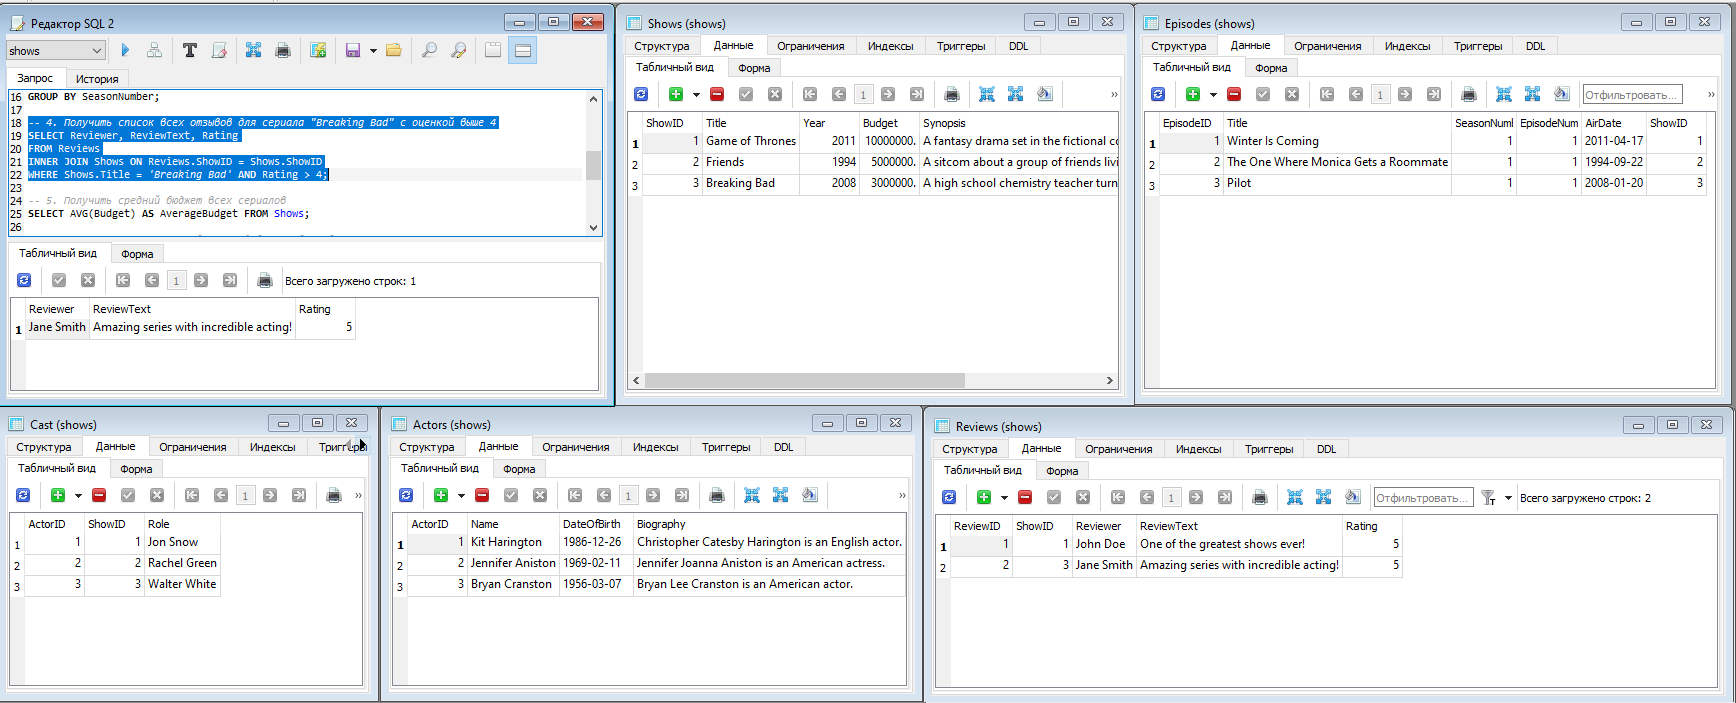 Редактор SQL 2
shows
Запрос История
16 GROUP BY SeasonNumber;
17
18 -- 4. Получить список всех отзывов для сериала "Breaking Bad" с оценкой выше 4
19 SELECT Reviewer, ReviewText, Rating
20 FROM Reviews
21 INNER JOIN Shows ON Reviews.ShowID = Shows.ShowID
22 WHERE Shows.Title = 'Breaking Bad' AND Rating > 4;
23
24 -- 5. Получить средний бюджет всех сериалов
25 SELECT AVG(Budget) AS AverageBudget FROM Shows;
26
Табличный вид Форма
1 Всего загружено строк: 1
Reviewer ReviewText Rating
1 Jane Smith Amazing series with incredible acting! 5
Shows (shows)
Структура Данные Ограничения Индексы Триггеры DDL
Табличный вид Форма
1 »
ShowID Title Year Budget Synopsis
1 1 Game of Thrones 2011 10000000. A fantasy drama set in the fictional co
2 2 Friends 1994 5000000. A sitcom about a group of friends livi
3 3 Breaking Bad 2008 3000000. A high school chemistry teacher turn
Episodes (shows)
Структура Данные Ограничения Индексы Триггеры DDL
Табличный вид Форма
1 Отфильтровать... »
EpisodeID Title SeasonNuml EpisodeNum AirDate ShowID
1 1 Winter Is Coming 1 1 2011-04-17 1
2 2 The One Where Monica Gets a Roommate 1 1 1994-09-22 2
3 3 Pilot 1 1 2008-01-20 3
Cast (shows)
Структура Данные Ограничения Индексы
Табличный вид Форма
1 »
ActorID ShowID Role
1 1 1 Jon Snow
2 2 2 Rachel Green
3 3 3 Walter White
Actors (shows)
Структура Данные Ограничения Индексы Триггеры DDL
Табличный вид Форма
1 »
ActorID Name DateOfBirth Biography
1 1 Kit Harington 1986-12-26 Christopher Catesby Harington is an English actor.
2 2 Jennifer Aniston 1969-02-11 Jennifer Joanna Aniston is an American actress.
3 3 Bryan Cranston 1956-03-07 Bryan Lee Cranston is an American actor.
Reviews (shows)
Структура Данные Ограничения Индексы Триггеры DDL
Табличный вид Форма
1 Отфильтровать... Всего загружено строк: 2
ReviewID ShowID Reviewer ReviewText Rating
1 1 1 John Doe One of the greatest shows ever! 5
2 2 3 Jane Smith Amazing series with incredible acting! 5